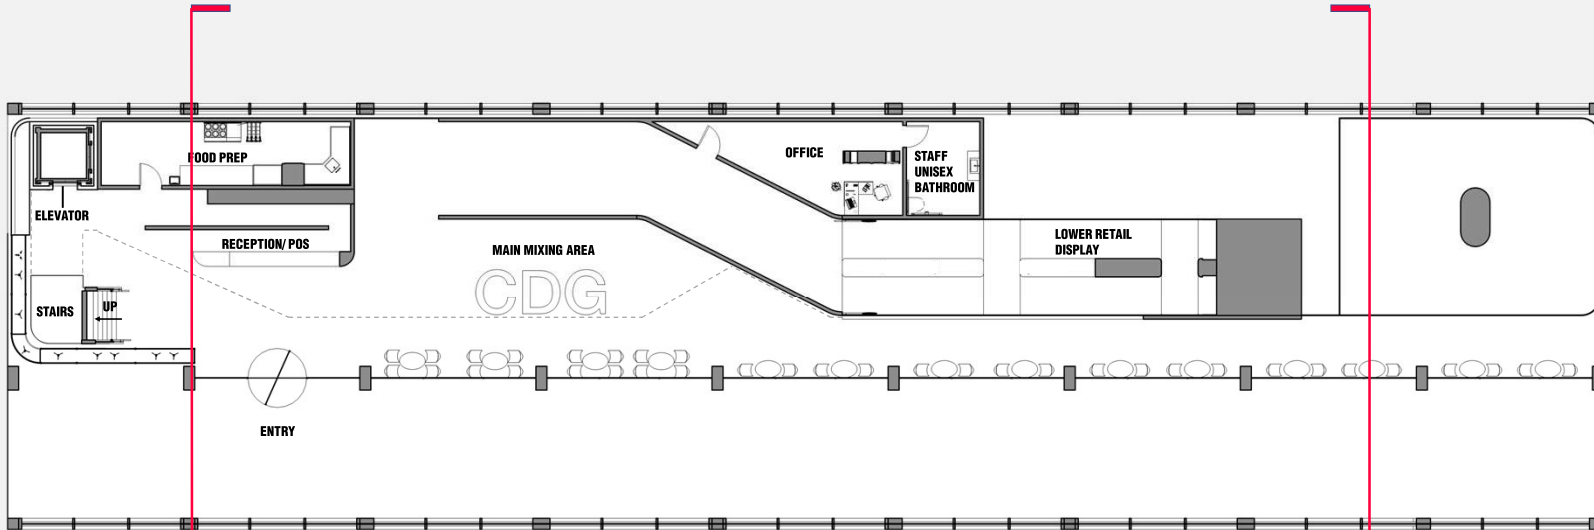 FOOD PREP
OFFICE
STAFF
UNISEX
BATHROOM
ELEVATOR
RECEPTION/ POS
MAIN MIXING AREA
LOWER RETAIL
DISPLAY
CDG
STAIRS
UP
ENTRY